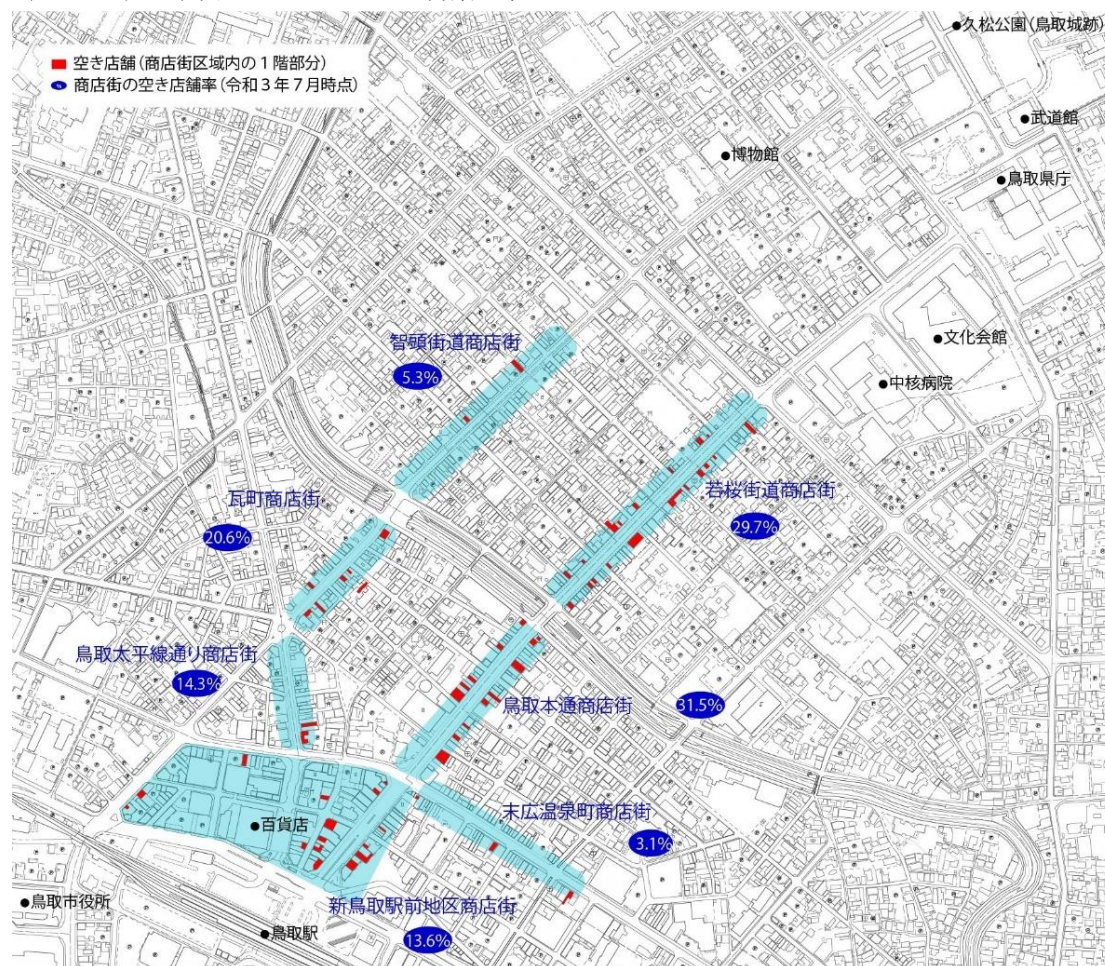 空き店舗(商店街区域内の1階部分)
% 商店街の空き店舗率(令和3年7月時点)
久松公園(鳥取城跡)
武道館
博物館
鳥取県庁
文化会館
中核病院
智頭街道商店街
5.3%
若桜街道商店街
29.7%
瓦町商店街
20.6%
鳥取太平線通り商店街
14.3%
鳥取本通商店街
31.5%
末広温泉町商店街
3.1%
百貨店
新鳥取駅前地区商店街
13.6%
鳥取市役所
鳥取駅